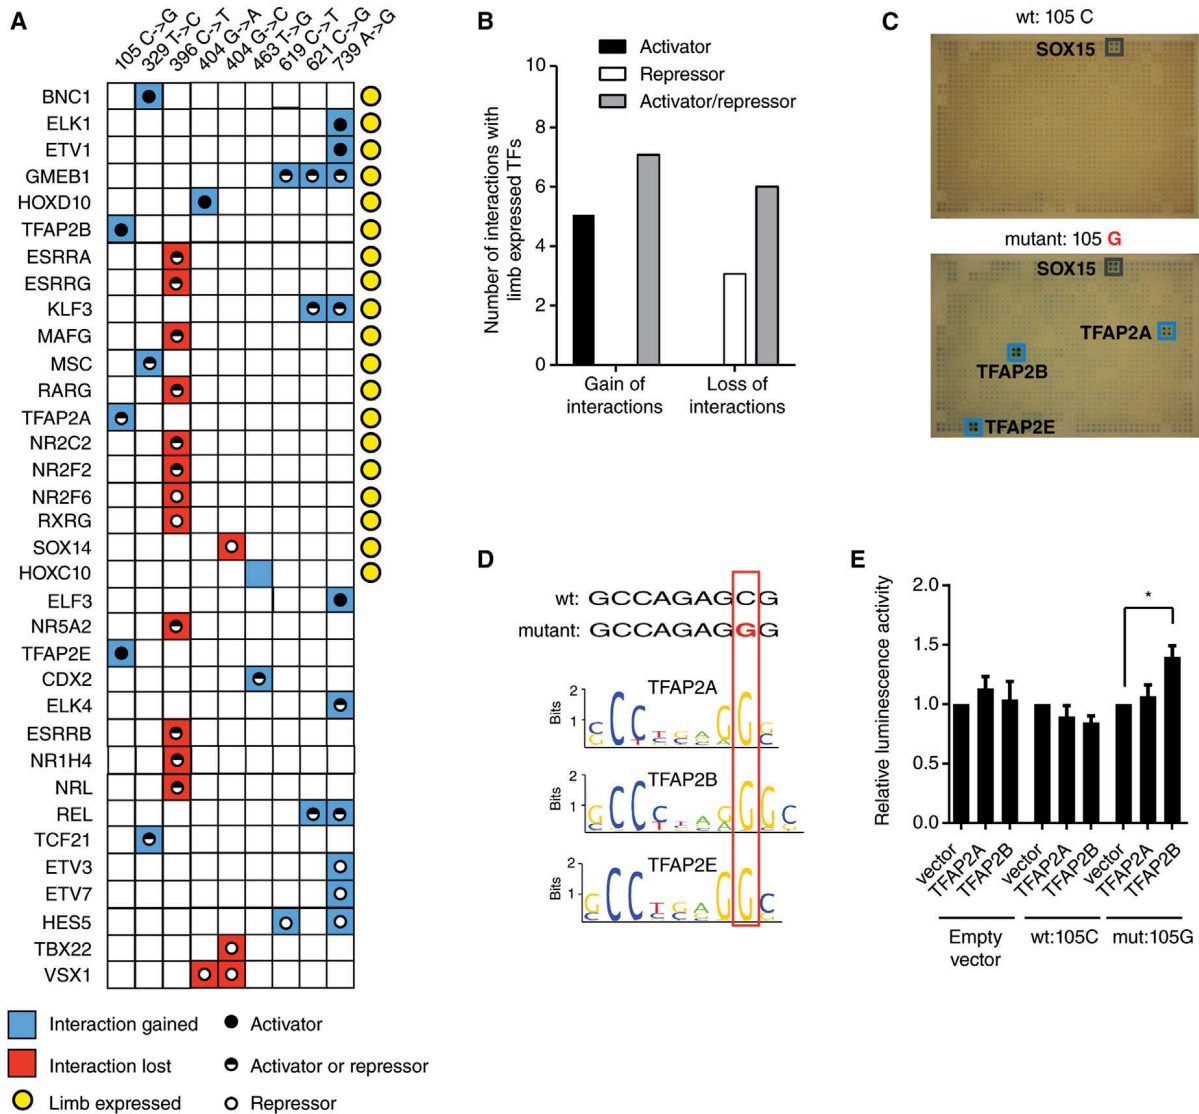 A
105 C->G
329 T->C
396 C->T
404 G->A
404 G->C
463 T->G
619 C->T
621 C->G
739 A->G
BNC1
ELK1
ETV1
GMEB1
HOXD10
TFAP2B
ESRRA
ESRRG
KLF3
MAFG
MSC
RARG
TFAP2A
NR2C2
NR2F2
NR2F6
RXRG
SOX14
HOXC10
ELF3
NR5A2
TFAP2E
CDX2
ELK4
ESRRB
NR1H4
NRL
REL
TCF21
ETV3
ETV7
HES5
TBX22
VSX1
Interaction gained
Activator
Interaction lost
Activator or repressor
Limb expressed
Repressor
B
Activator
Repressor
Activator/repressor
Number of interactions with
limb expressed TFs
10
8
6
4
2
0
Gain of
interactions
Loss of
interactions
C
wt: 105 C
SOX15
mutant: 105 G
SOX15
TFAP2A
TFAP2B
TFAP2E
D
wt: GCCAGAGCG
mutant: GCCAGAGGG
TFAP2A
Bits
2
1
TFAP2B
Bits
2
1
TFAP2E
Bits
2
1
E
Relative luminescence activity
2.0
1.5
1.0
0.5
0.0
*
vector
TFAP2A
TFAP2B
vector
TFAP2A
TFAP2B
vector
TFAP2A
TFAP2B
Empty
vector
wt:105C
mut:105G